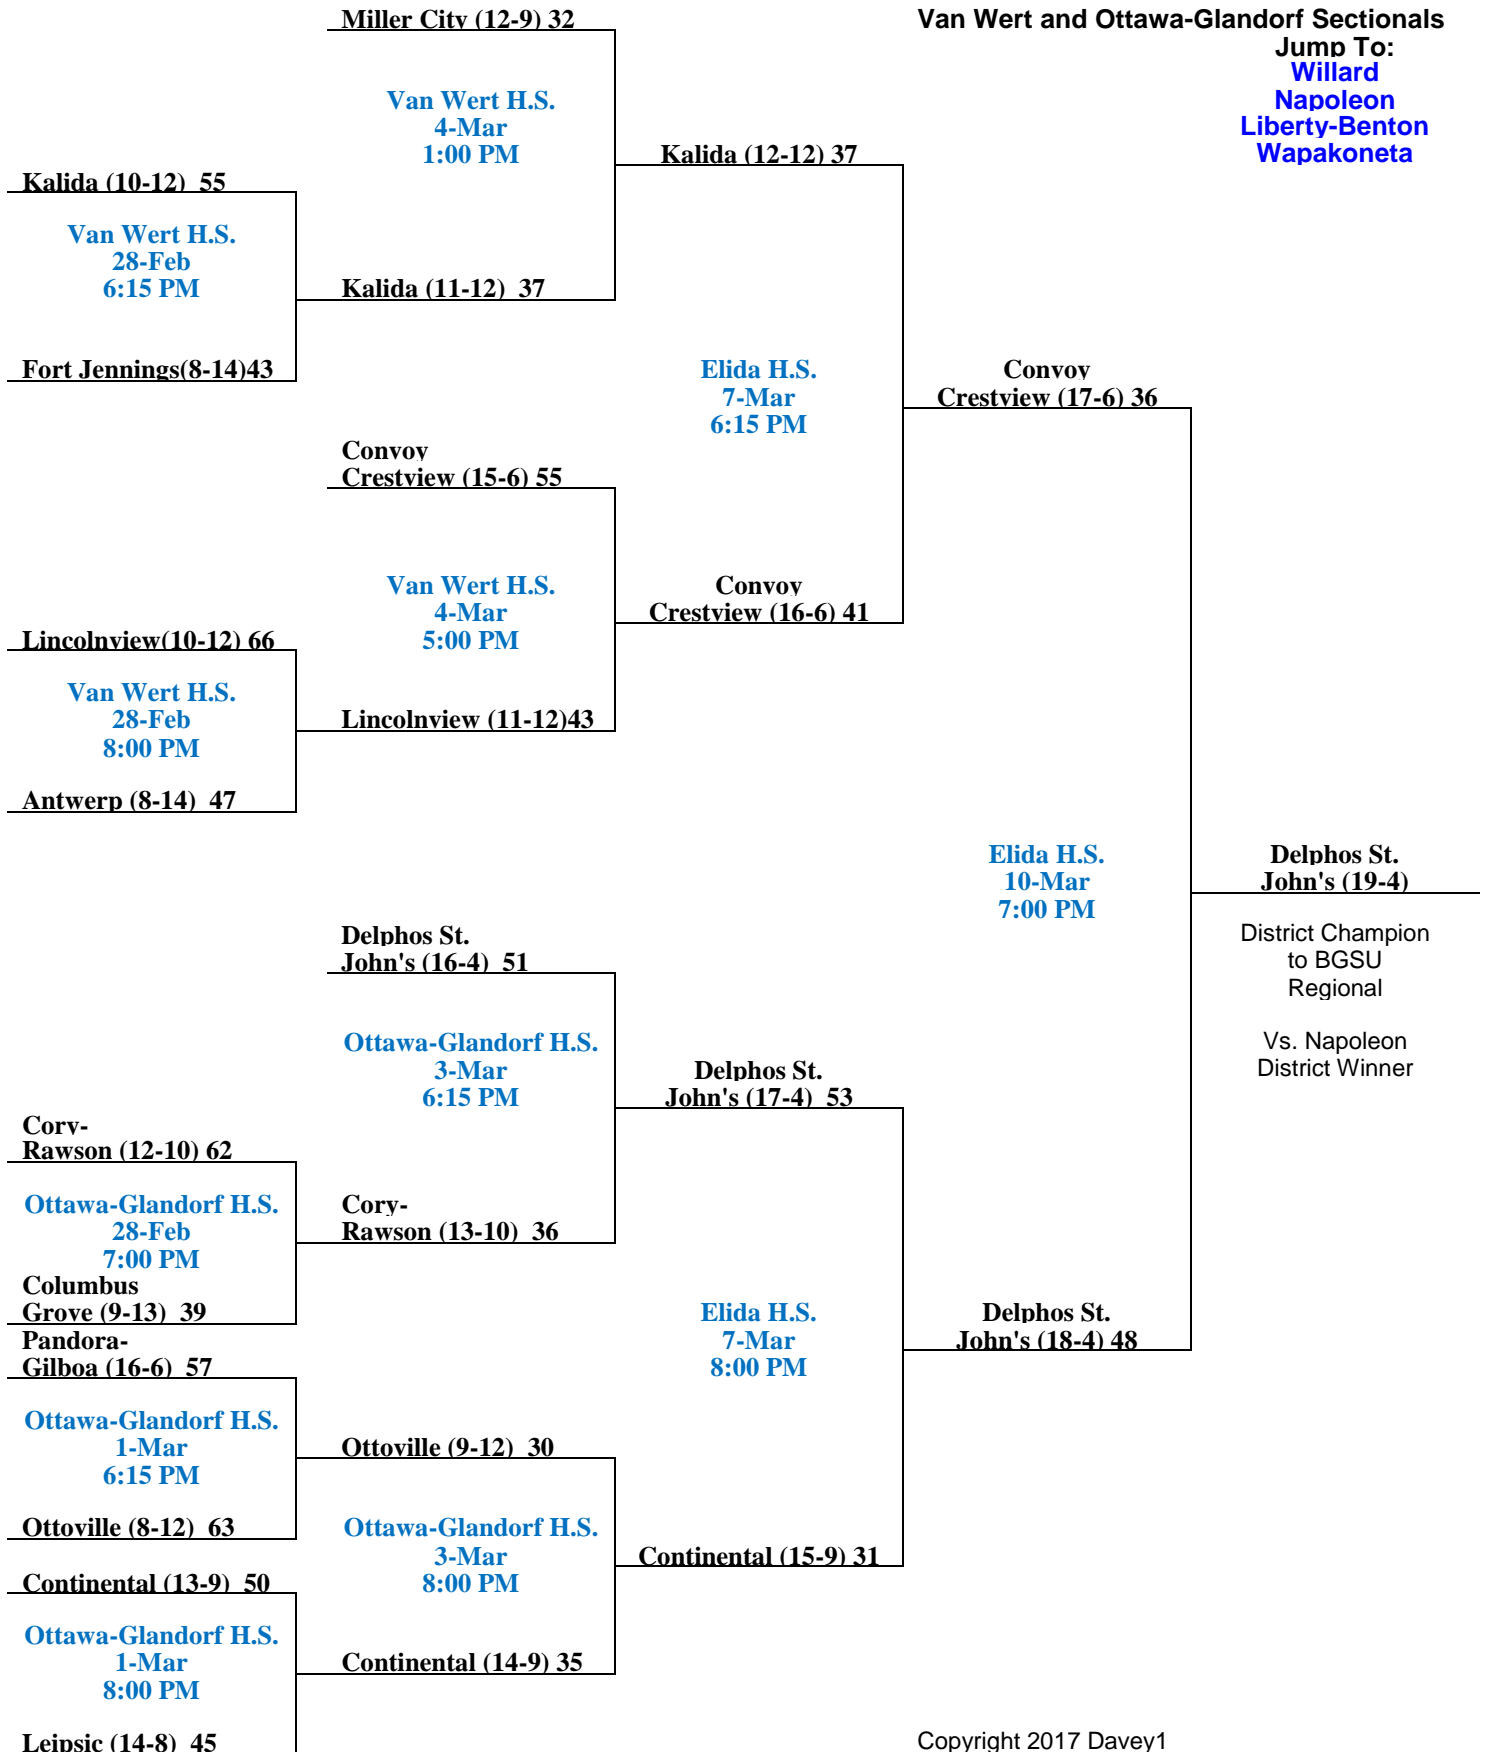 Miller City (12-9) 32
Van Wert and Ottawa-Glandorf Sectionals
Jump To:
Willard
Napoleon
Liberty-Benton
Wapakoneta
Van Wert H.S.
4-Mar
1:00 PM
Kalida (12-12) 37
Kalida (10-12)  55
Van Wert H.S.
28-Feb
6:15 PM
Kalida (11-12)  37
Fort Jennings(8-14)43
Elida H.S.
7-Mar
6:15 PM
Convoy
Crestview (17-6) 36
Convoy
Crestview (15-6) 55
Van Wert H.S.
4-Mar
5:00 PM
Convoy
Crestview (16-6) 41
Lincolnview(10-12) 66
Van Wert H.S.
28-Feb
8:00 PM
Lincolnview (11-12)43
Antwerp (8-14)  47
Elida H.S.
10-Mar
7:00 PM
Delphos St.
John's (19-4)
District Champion
to BGSU
Regional
Vs. Napoleon
District Winner
Delphos St.
John's (16-4)  51
Ottawa-Glandorf H.S.
3-Mar
6:15 PM
Delphos St.
John's (17-4)  53
Cory-
Rawson (12-10) 62
Ottawa-Glandorf H.S.
28-Feb
7:00 PM
Cory-
Rawson (13-10)  36
Columbus
Grove (9-13)  39
Elida H.S.
7-Mar
8:00 PM
Delphos St.
John's (18-4) 48
Pandora-
Gilboa (16-6)  57
Ottawa-Glandorf H.S.
1-Mar
6:15 PM
Ottoville (9-12)  30
Ottoville (8-12)  63
Ottawa-Glandorf H.S.
3-Mar
8:00 PM
Continental (15-9) 31
Continental (13-9)  50
Ottawa-Glandorf H.S.
1-Mar
8:00 PM
Continental (14-9) 35
Leipsic (14-8)  45
Copyright 2017 Davey1